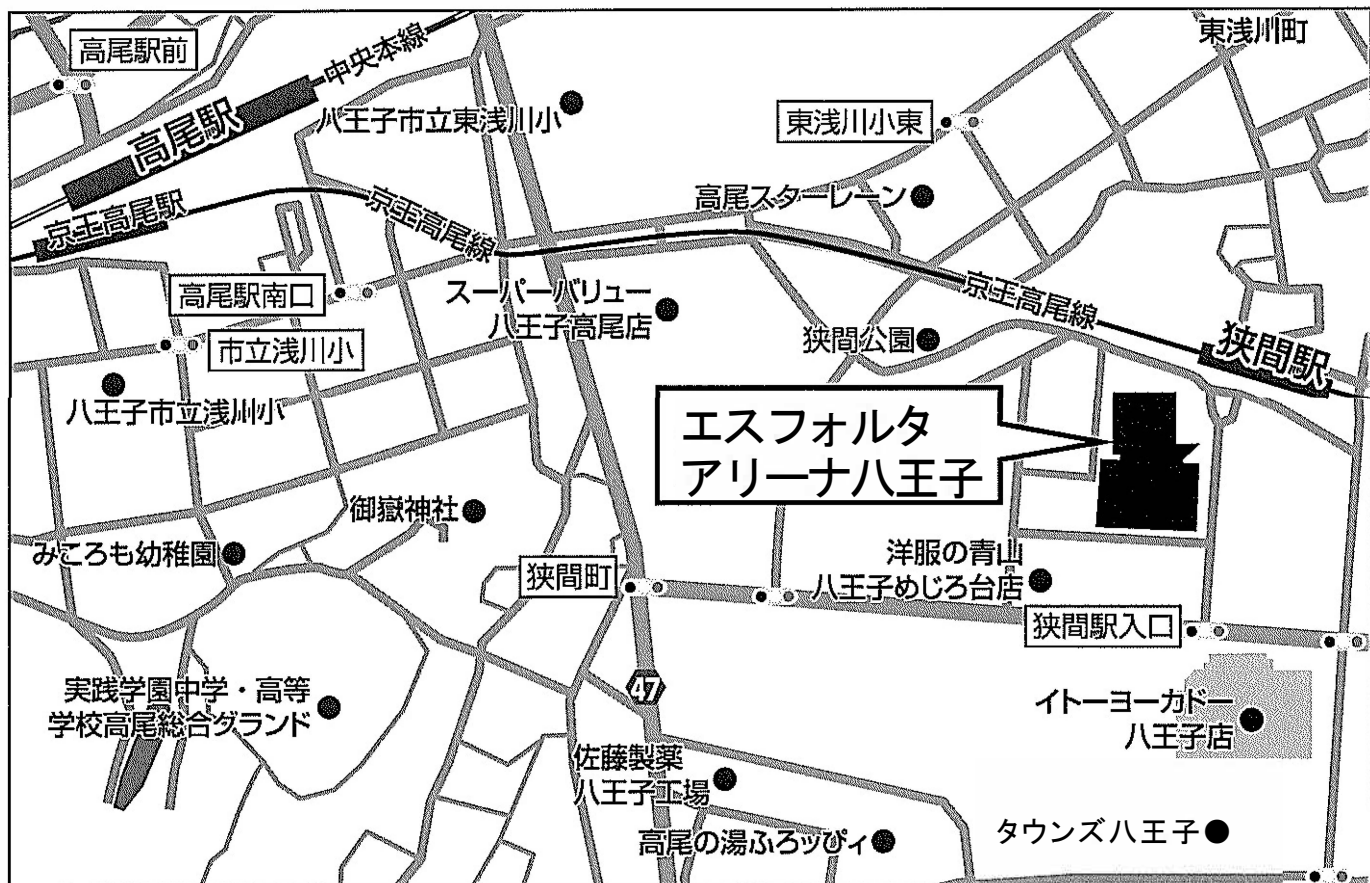 東浅川町
高尾駅前
中央本線
高尾駅
八王子市立東浅川小
東浅川小東
高尾スターレーン
京王高尾駅
京王高尾線
高尾駅南口
スーパーバリュー
八王子高尾店
京王高尾線
狭間公園
狭間駅
市立浅川小
八王子市立浅川小
エスフォルタ
アリーナ八王子
御嶽神社
みころも幼稚園
狭間町
洋服の青山
八王子めじろ台店
狭間駅入口
実践学園中学・高等
学校高尾総合グランド
47
イトーヨーカドー
八王子店
佐藤製薬
八王子工場
高尾の湯ふろッぴィ
タウンズ八王子